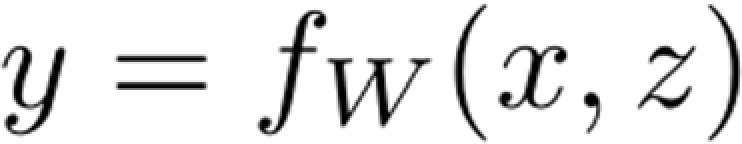 y = f_W(x, z)